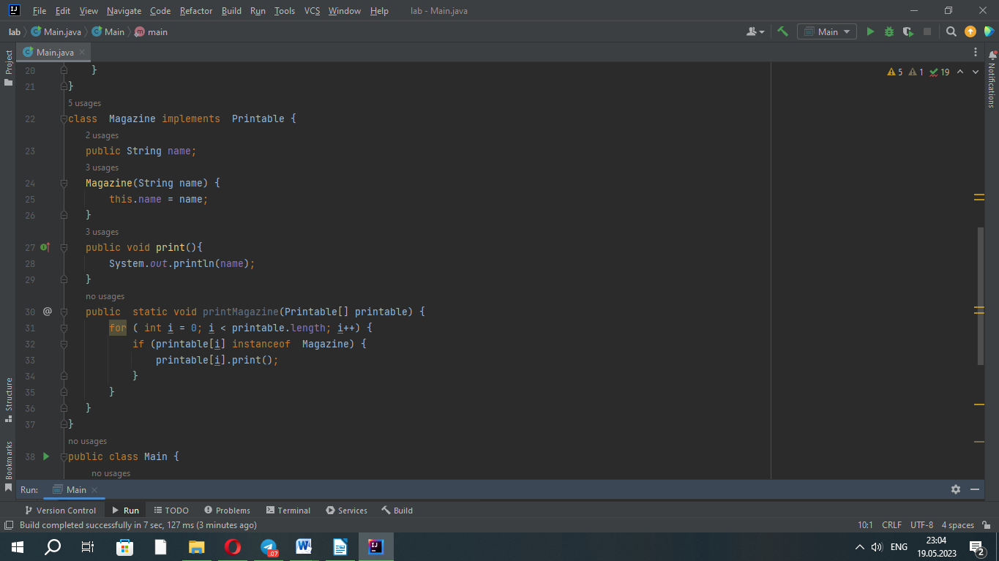 File Edit View Navigate Code Refactor Build Run Tools VCS Window Help lab - Main.java
lab Main.java Main main Main
Project
Main.java
Notifications
20 }
5 1 19
21 }
5 usages
22 class  Magazine implements  Printable {
2 usages
23 public String name;
3 usages
24 Magazine(String name) {
25 this.name = name;
26 }
3 usages
27 public void print(){
28 System.out.println(name);
29 }
no usages
30 @ public  static void printMagazine(Printable[] printable) {
31 for ( int i = 0; i < printable.length; i++) {
32 if (printable[i] instanceof  Magazine) {
33 printable[i].print();
34 }
35 }
36 }
37 }
no usages
38 public class Main {
no usages
Structure
Bookmarks
Run: Main
Version Control Run TODO Problems Terminal Services Build
Build completed successfully in 7 sec, 127 ms (3 minutes ago) 10:1 CRLF UTF-8 4 spaces
.07 W IJ ENG 23:04
19.05.2023 2